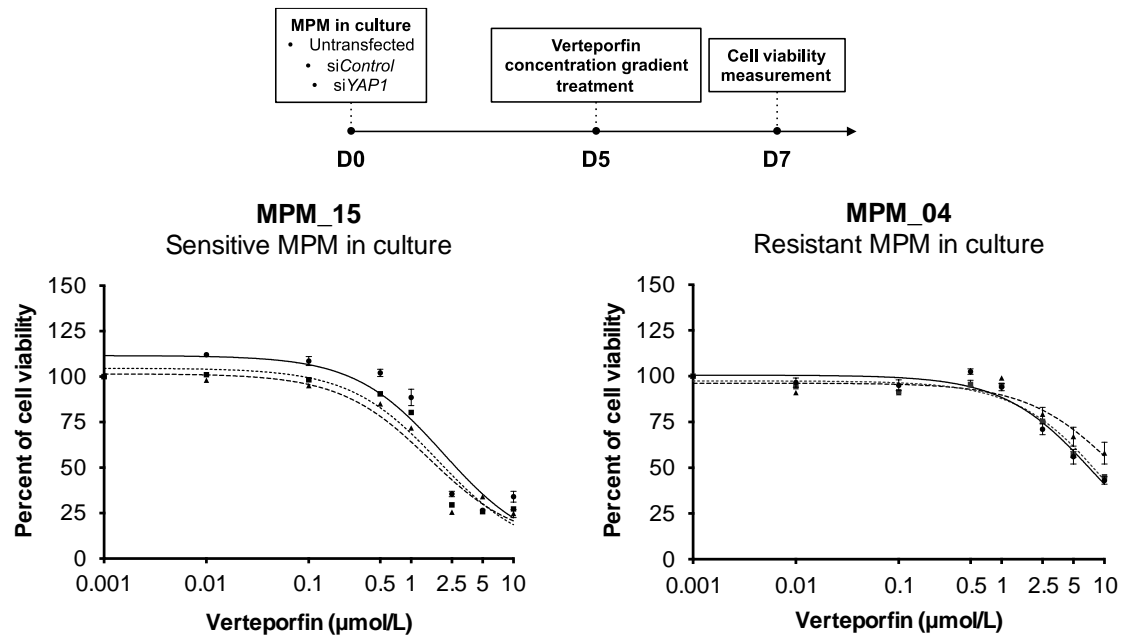 MPM in culture
• Untransfected
• siControl
• siYAP1
Verteporfin
concentration gradient
treatment
Cell viability
measurement
D0
D5
D7
MPM_15
Sensitive MPM in culture
Percent of cell viability
150
125
100
75
50
25
0
0.001
0.01
0.1
0.5
1
2.5
5
10
Verteporfin (µmol/L)
MPM_04
Resistant MPM in culture
Percent of cell viability
150
125
100
75
50
25
0
0.001
0.01
0.1
0.5
1
2.5
5
10
Verteporfin (µmol/L)